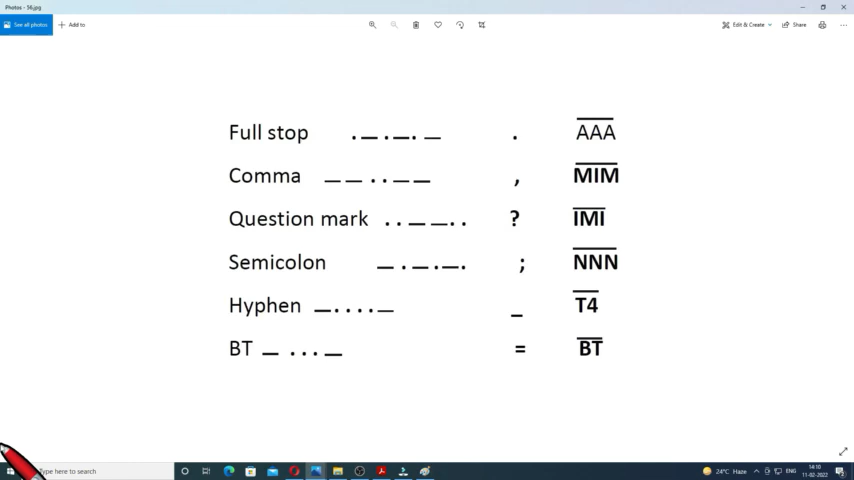 Photos - 56.jpg
See all photos + Add to Edit & Create Share
Full stop . _ . _ . _ . AAA
Comma _ _ . . _ _ , MIM
Question mark . . _ _ . . ? IMI
Semicolon _ . _ . _ . ; NNN
Hyphen _ . . . . _ _ T4
BT _ . . . _ = BT
Type here to search 24°C Haze ENG 14:10
11-02-2022